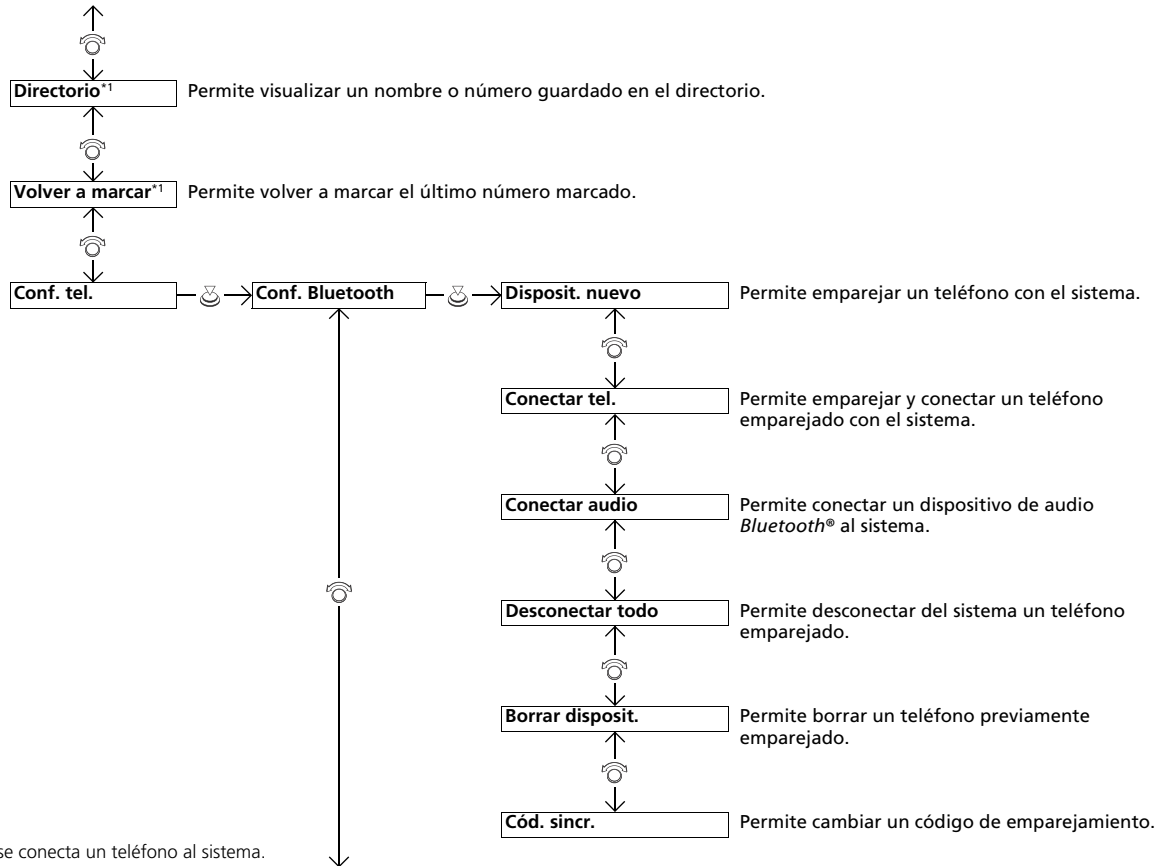 Directorio*1 Permite visualizar un nombre o número guardado en el directorio.
Volver a marcar*1 Permite volver a marcar el último número marcado.
Conf. tel. Conf. Bluetooth Disposit. nuevo Permite emparejar un teléfono con el sistema.
Conectar tel. Permite emparejar y conectar un teléfono
emparejado con el sistema.
Conectar audio Permite conectar un dispositivo de audio
Bluetooth® al sistema.
Desconectar todo Permite desconectar del sistema un teléfono
emparejado.
Borrar disposit. Permite borrar un teléfono previamente
emparejado.
Cód. sincr. Permite cambiar un código de emparejamiento.
se conecta un teléfono al sistema.